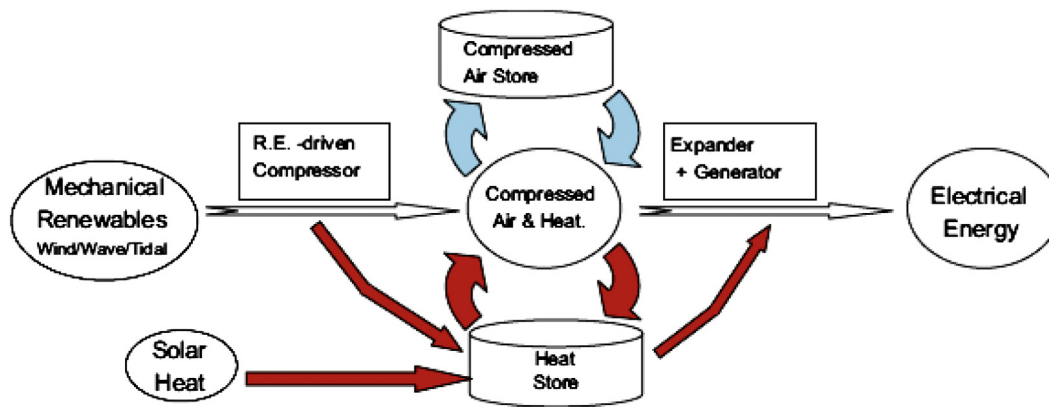 Compressed
Air Store
R.E. -driven
Compressor
Expander
+ Generator
Mechanical
Renewables
Wind/Wave/Tidal
Compressed
Air & Heat.
Electrical
Energy
Solar
Heat
Heat
Store